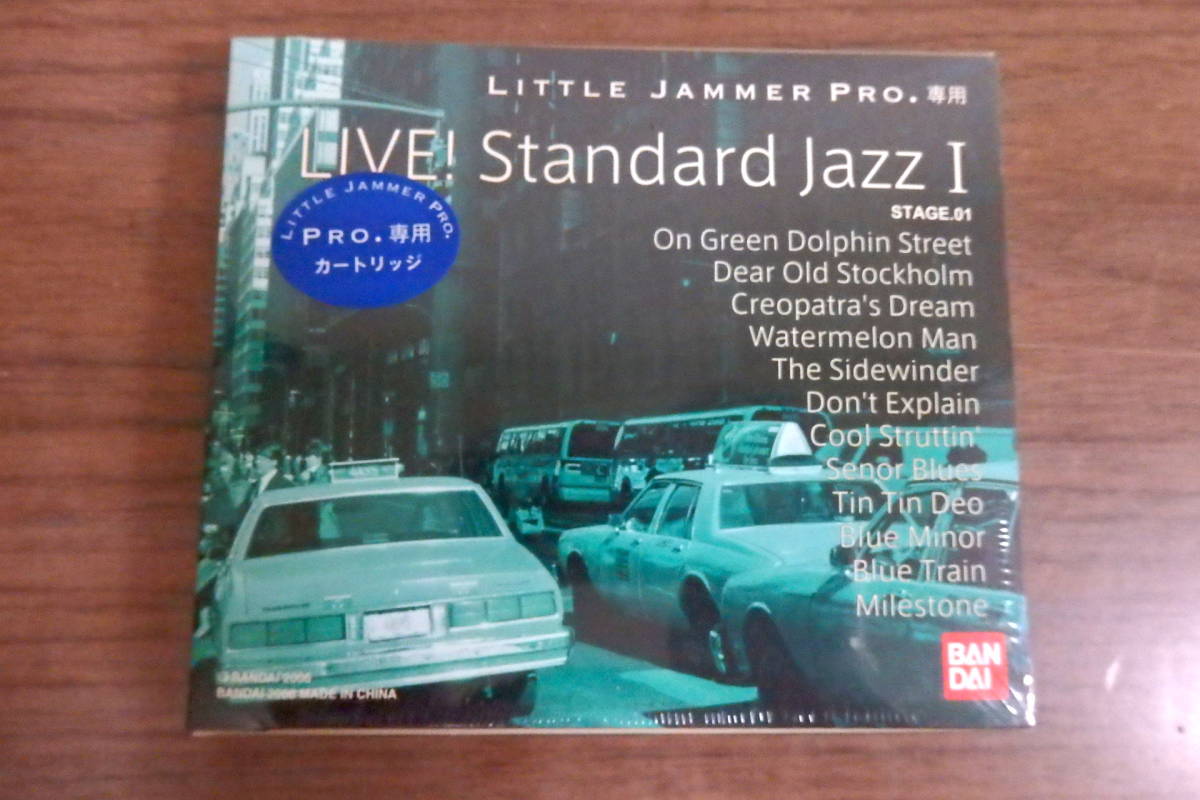 LITTLE JAMMER PRO. 専用
LIVE! Standard Jazz I
STAGE.01
LITTLE JAMMER PRO.
PRO. 専用
カートリッジ
On Green Dolphin Street
Dear Old Stockholm
Creopatra's Dream
Watermelon Man
The Sidewinder
Don't Explain
Cool Struttin'
Senor Blues
Tin Tin Deo
Blue Minor
Blue Train
Milestone
BAN
DAI
© BANDAI 2006
BANDAI 2006 MADE IN CHINA